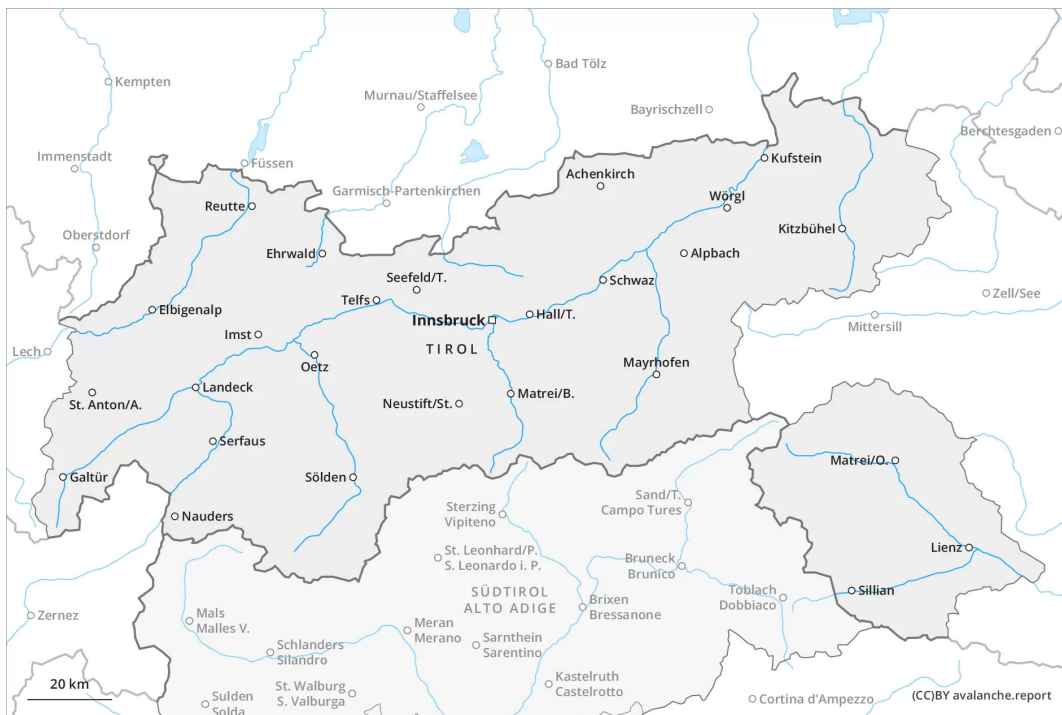 Kempten
Bad Tölz
Murnau/Staffelsee
Bayrischzell
Berchtesgaden
Immenstadt
Füssen
Kufstein
Achenkirch
Garmisch-Partenkirchen
Reutte
Wörgl
Oberstdorf
Kitzbühel
Ehrwald
Alpbach
Seefeld/T.
Schwaz
Zell/See
Telfs
Elbigenalp
Innsbruck
Hall/T.
Mittersill
Imst
TIROL
Lech
Oetz
Mayrhofen
Landeck
St. Anton/A.
Neustift/St.
Matrei/B.
Serfaus
Matrei/O.
Galtür
Sölden
Sand/T.
Campo Tures
Sterzing
Vipiteno
Nauders
Lienz
St. Leonhard/P.
S. Leonardo i. P.
Bruneck
Brunico
SÜDTIROL
ALTO ADIGE
Toblach
Dobbiaco
Sillian
Brixen
Bressanone
Zernez
Mals
Malles V.
Meran
Merano
Sarnthein
Sarentino
Schlanders
Silandro
Kastelruth
Castelrotto
20 km
St. Walburg
S. Valburga
Sulden
Solda
Cortina d'Ampezzo
(CC)BY avalanche.report